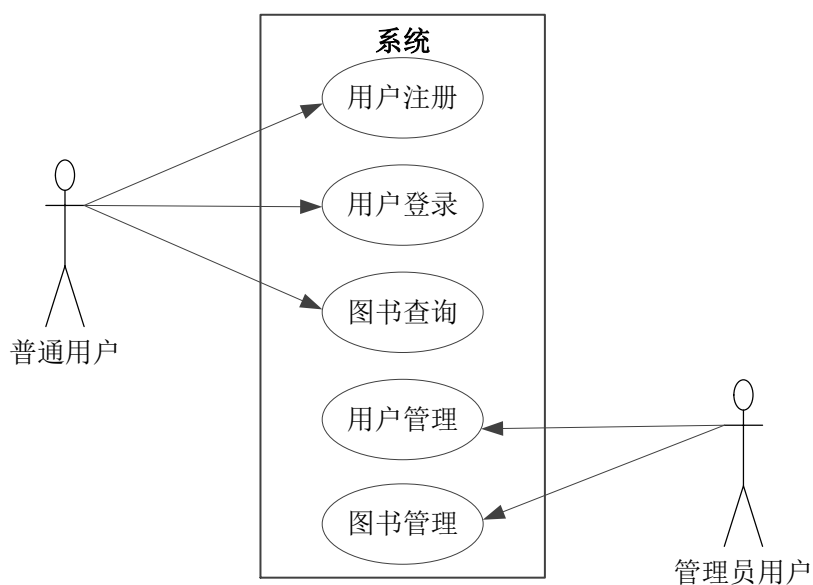 系统
用户注册
用户登录
图书查询
普通用户
用户管理
图书管理
管理员用户